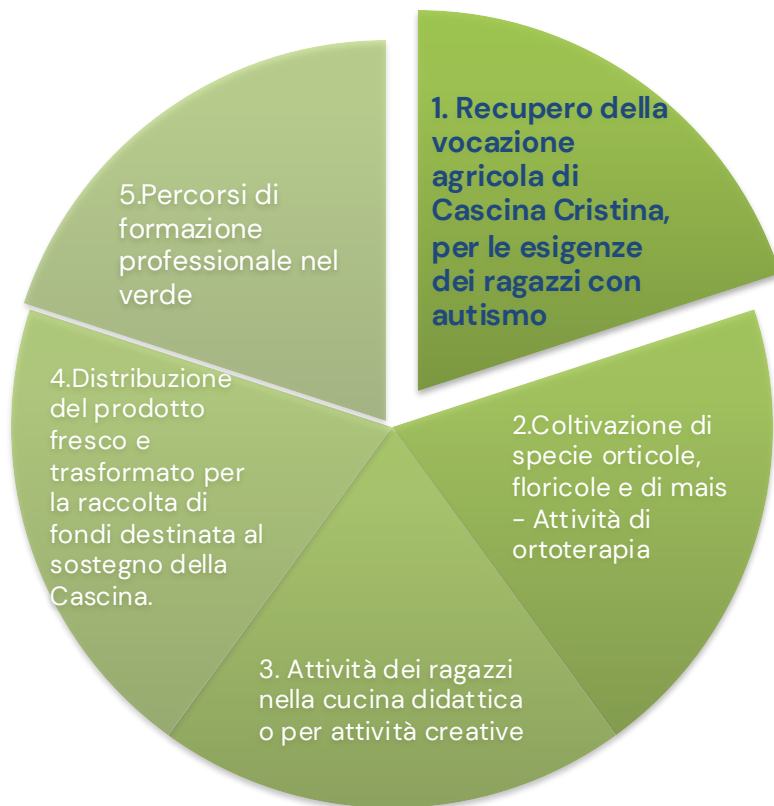 1. Recupero della
vocazione
agricola di
Cascina Cristina,
per le esigenze
dei ragazzi con
autismo
2.Coltivazione di
specie orticole,
floricole e di mais
- Attività di
ortoterapia
3. Attività dei ragazzi
nella cucina didattica
o per attività creative
4.Distribuzione
del prodotto
fresco e
trasformato per
la raccolta di
fondi destinata al
sostegno della
Cascina.
5.Percorsi di
formazione
professionale nel
verde